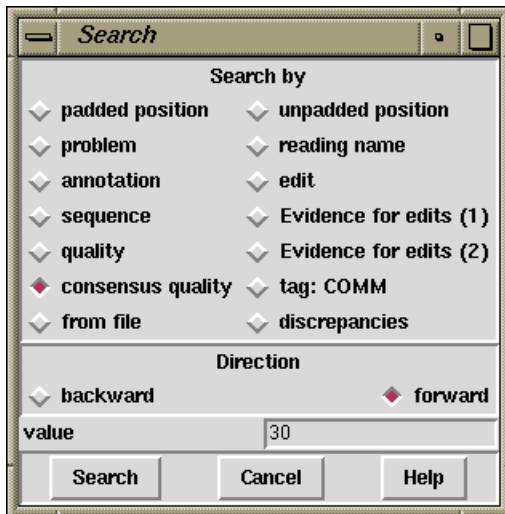 Search
Search by
padded position unpadded position
problem reading name
annotation edit
sequence Evidence for edits (1)
quality Evidence for edits (2)
consensus quality tag: COMM
from file discrepancies
Direction
backward forward
value 30
Search Cancel Help